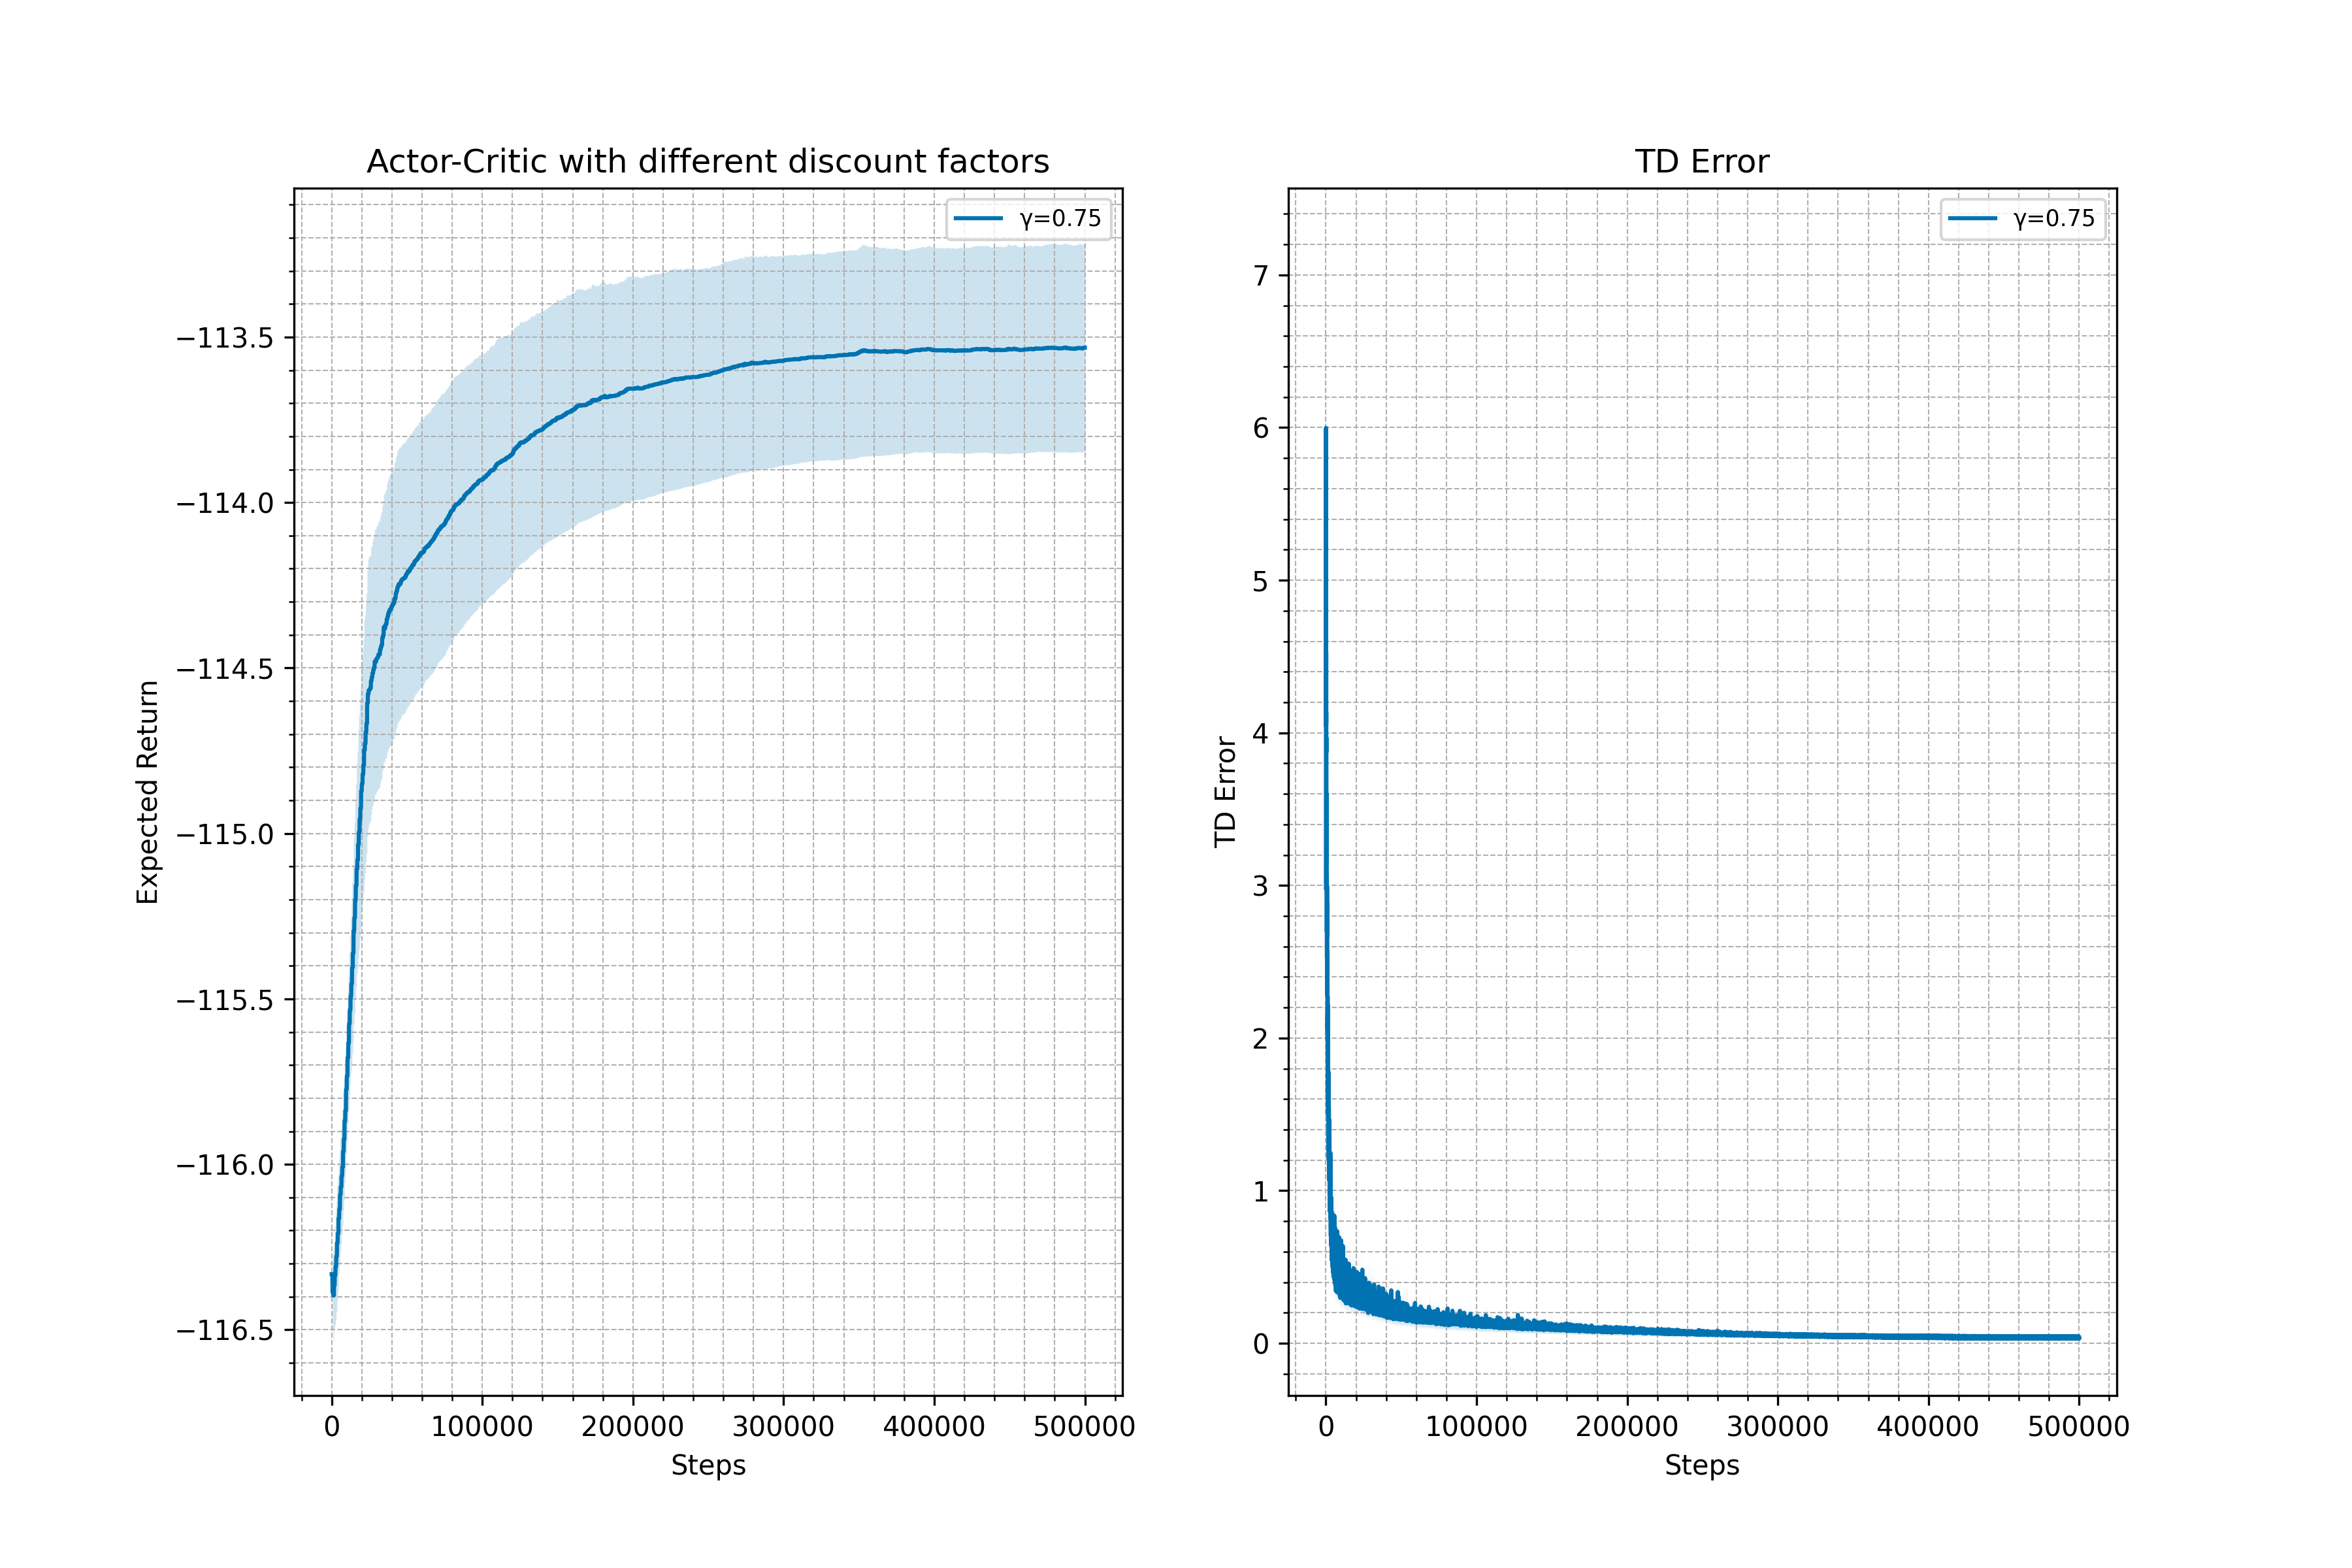 Actor-Critic with different discount factors
γ=0.75
Expected Return
−113.5
−114.0
−114.5
−115.0
−115.5
−116.0
−116.5
0 100000 200000 300000 400000 500000
Steps
TD Error
γ=0.75
TD Error
7
6
5
4
3
2
1
0
0 100000 200000 300000 400000 500000
Steps